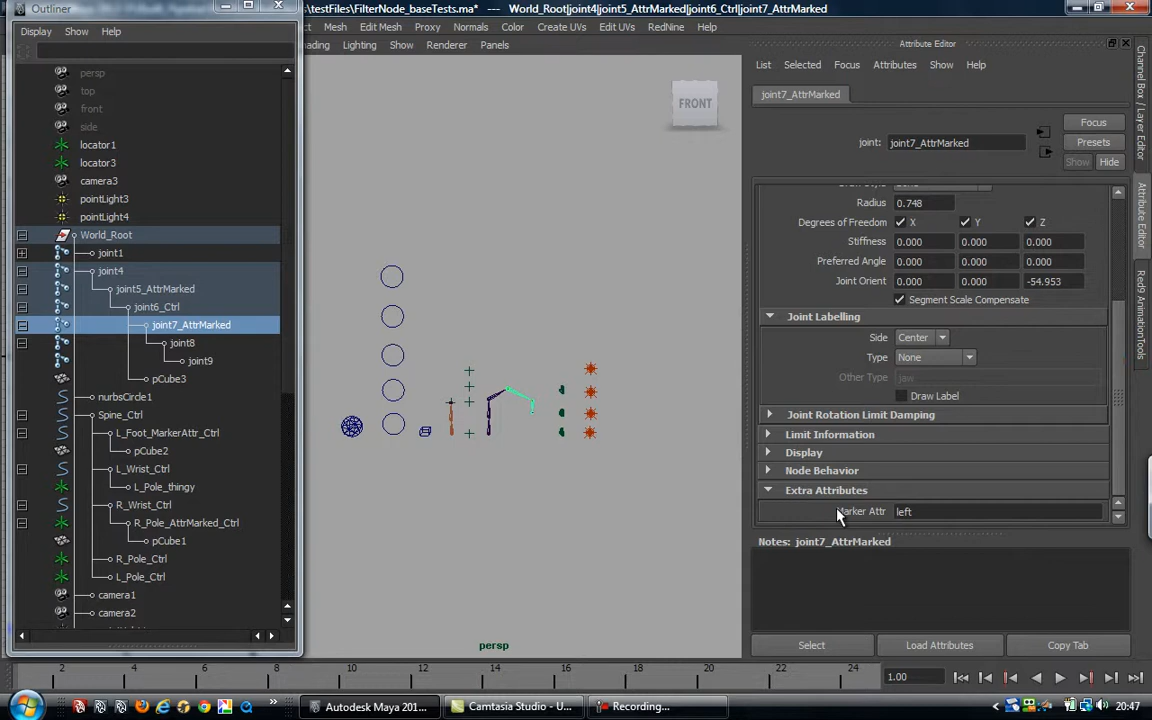 Outliner
\testFiles\FilterNode_baseTests.ma* --- World_Root|joint4|joint5_AttrMarked|joint6_Ctrl|joint7_AttrMarked
Display Show Help
Mesh Edit Mesh Proxy Normals Color Create UVs Edit UVs RedNine Help
Lighting Show Renderer Panels
persp
top
front
side
locator1
locator3
camera3
pointLight3
pointLight4
World_Root
joint1
joint4
joint5_AttrMarked
joint6_Ctrl
joint7_AttrMarked
joint8
joint9
pCube3
nurbsCircle1
Spine_Ctrl
L_Foot_MarkerAttr_Ctrl
pCube2
L_Wrist_Ctrl
L_Pole_thingy
R_Wrist_Ctrl
R_Pole_AttrMarked_Ctrl
pCube1
R_Pole_Ctrl
L_Pole_Ctrl
camera1
camera2
FRONT
persp
Attribute Editor
List Selected Focus Attributes Show Help
joint7_AttrMarked
joint: joint7_AttrMarked
Focus
Presets
Show Hide
Radius 0.748
Degrees of Freedom X Y Z
Stiffness 0.000 0.000 0.000
Preferred Angle 0.000 0.000 0.000
Joint Orient 0.000 0.000 -54.953
Segment Scale Compensate
Joint Labelling
Side Center
Type None
Other Type jaw
Draw Label
Joint Rotation Limit Damping
Limit Information
Display
Node Behavior
Extra Attributes
Marker Attr left
Notes: joint7_AttrMarked
Select Load Attributes Copy Tab
Channel Box / Layer Editor
Attribute Editor
Red9 AnimationTools
2 4 6 8 10 12 14 16 18 20 22 24
1.00
Autodesk Maya 201...
Camtasia Studio - U...
Recording...
20:47